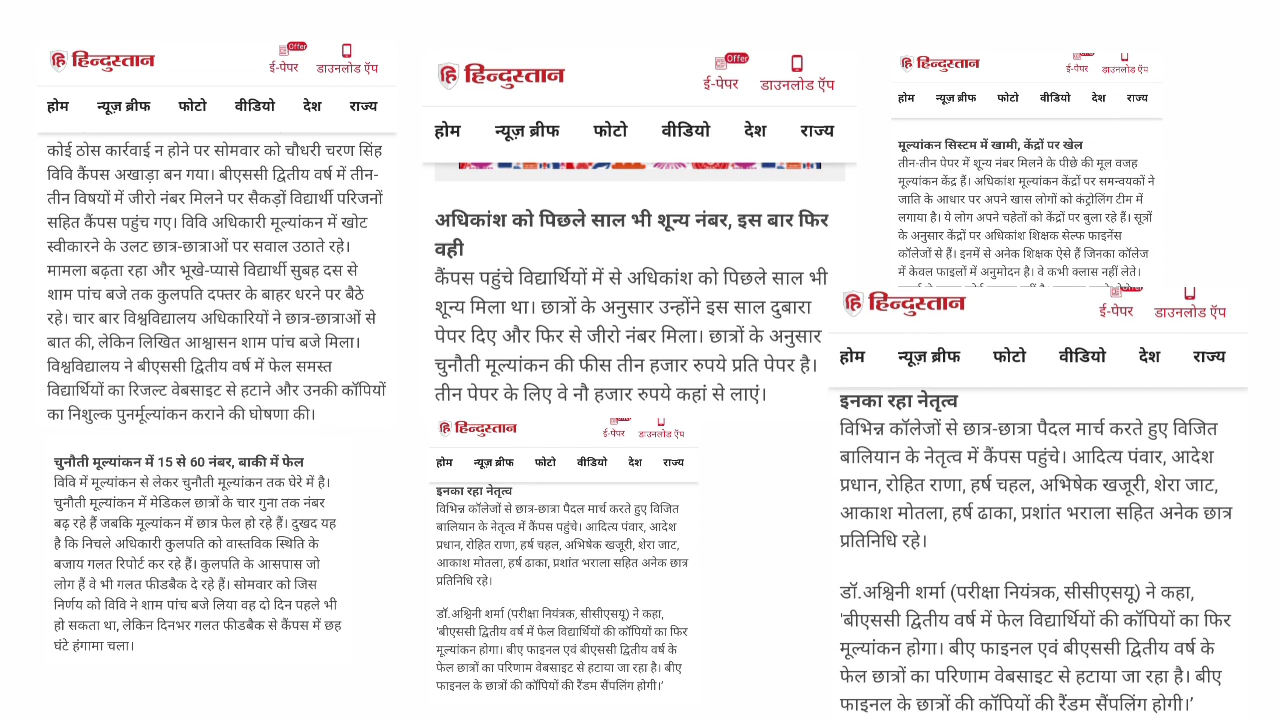 हिन्दुस्तान
Offer
ई-पेपर
डाउनलोड ऍप
होम न्यूज़ ब्रीफ फोटो वीडियो देश राज्य
कोई ठोस कार्रवाई न होने पर सोमवार को चौधरी चरण सिंह
विवि कैंपस अखाड़ा बन गया। बीएससी द्वितीय वर्ष में तीन-
तीन विषयों में जीरो नंबर मिलने पर सैकड़ों विद्यार्थी परिजनों
सहित कैंपस पहुंच गए। विवि अधिकारी मूल्यांकन में खोट
स्वीकारने के उलट छात्र-छात्राओं पर सवाल उठाते रहे।
मामला बढ़ता रहा और भूखे-प्यासे विद्यार्थी सुबह दस से
शाम पांच बजे तक कुलपति दफ्तर के बाहर धरने पर बैठे
रहे। चार बार विश्वविद्यालय अधिकारियों ने छात्र-छात्राओं से
बात की, लेकिन लिखित आश्वासन शाम पांच बजे मिला।
विश्वविद्यालय ने बीएससी द्वितीय वर्ष में फेल समस्त
विद्यार्थियों का रिजल्ट वेबसाइट से हटाने और उनकी कॉपियों
का निशुल्क पुनर्मूल्यांकन कराने की घोषणा की।
चुनौती मूल्यांकन में 15 से 60 नंबर, बाकी में फेल
विवि में मूल्यांकन से लेकर चुनौती मूल्यांकन तक घेरे में है।
चुनौती मूल्यांकन में मेडिकल छात्रों के चार गुना तक नंबर
बढ़ रहे हैं जबकि मूल्यांकन में छात्र फेल हो रहे हैं। दुखद यह
है कि निचले अधिकारी कुलपति को वास्तविक स्थिति के
बजाय गलत रिपोर्ट कर रहे हैं। कुलपति के आसपास जो
लोग हैं वे भी गलत फीडबैक दे रहे हैं। सोमवार को जिस
निर्णय को विवि ने शाम पांच बजे लिया वह दो दिन पहले भी
हो सकता था, लेकिन दिनभर गलत फीडबैक से कैंपस में छह
घंटे हंगामा चला।
हिन्दुस्तान
Offer
ई-पेपर
डाउनलोड ऍप
होम न्यूज़ ब्रीफ फोटो वीडियो देश राज्य
अधिकांश को पिछले साल भी शून्य नंबर, इस बार फिर
वही
कैंपस पहुंचे विद्यार्थियों में से अधिकांश को पिछले साल भी
शून्य मिला था। छात्रों के अनुसार उन्होंने इस साल दुबारा
पेपर दिए और फिर से जीरो नंबर मिला। छात्रों के अनुसार
चुनौती मूल्यांकन की फीस तीन हजार रुपये प्रति पेपर है।
तीन पेपर के लिए वे नौ हजार रुपये कहां से लाएं।
हिन्दुस्तान
ई-पेपर
डाउनलोड ऍप
होम न्यूज़ ब्रीफ फोटो वीडियो देश राज्य
इनका रहा नेतृत्व
विभिन्न कॉलेजों से छात्र-छात्रा पैदल मार्च करते हुए विजित
बालियान के नेतृत्व में कैंपस पहुंचे। आदित्य पंवार, आदेश
प्रधान, रोहित राणा, हर्ष चहल, अभिषेक खजूरी, शेरा जाट,
आकाश मोतला, हर्ष ढाका, प्रशांत भराला सहित अनेक छात्र
प्रतिनिधि रहे।
डॉ.अश्विनी शर्मा (परीक्षा नियंत्रक, सीसीएसयू) ने कहा,
'बीएससी द्वितीय वर्ष में फेल विद्यार्थियों की कॉपियों का फिर
मूल्यांकन होगा। बीए फाइनल एवं बीएससी द्वितीय वर्ष के
फेल छात्रों का परिणाम वेबसाइट से हटाया जा रहा है। बीए
फाइनल के छात्रों की कॉपियों की रैंडम सैंपलिंग होगी।’
हिन्दुस्तान
ई-पेपर
डाउनलोड ऍप
होम न्यूज़ ब्रीफ फोटो वीडियो देश राज्य
मूल्यांकन सिस्टम में खामी, केंद्रों पर खेल
तीन-तीन पेपर में शून्य नंबर मिलने के पीछे की मूल वजह
मूल्यांकन केंद्र हैं। अधिकांश मूल्यांकन केंद्रों पर समन्वयकों ने
जाति के आधार पर अपने खास लोगों को कंट्रोलिंग टीम में
लगाया है। ये लोग अपने चहेतों को केंद्रों पर बुला रहे हैं। सूत्रों
के अनुसार केंद्रों पर अधिकांश शिक्षक सेल्फ फाइनेंस
कॉलेजों से हैं। इनमें से अनेक शिक्षक ऐसे हैं जिनका कॉलेज
में केवल फाइलों में अनुमोदन है। वे कभी क्लास नहीं लेते।
हिन्दुस्तान
ई-पेपर
डाउनलोड ऍप
होम न्यूज़ ब्रीफ फोटो वीडियो देश राज्य
इनका रहा नेतृत्व
विभिन्न कॉलेजों से छात्र-छात्रा पैदल मार्च करते हुए विजित
बालियान के नेतृत्व में कैंपस पहुंचे। आदित्य पंवार, आदेश
प्रधान, रोहित राणा, हर्ष चहल, अभिषेक खजूरी, शेरा जाट,
आकाश मोतला, हर्ष ढाका, प्रशांत भराला सहित अनेक छात्र
प्रतिनिधि रहे।
डॉ.अश्विनी शर्मा (परीक्षा नियंत्रक, सीसीएसयू) ने कहा,
'बीएससी द्वितीय वर्ष में फेल विद्यार्थियों की कॉपियों का फिर
मूल्यांकन होगा। बीए फाइनल एवं बीएससी द्वितीय वर्ष के
फेल छात्रों का परिणाम वेबसाइट से हटाया जा रहा है। बीए
फाइनल के छात्रों की कॉपियों की रैंडम सैंपलिंग होगी।’